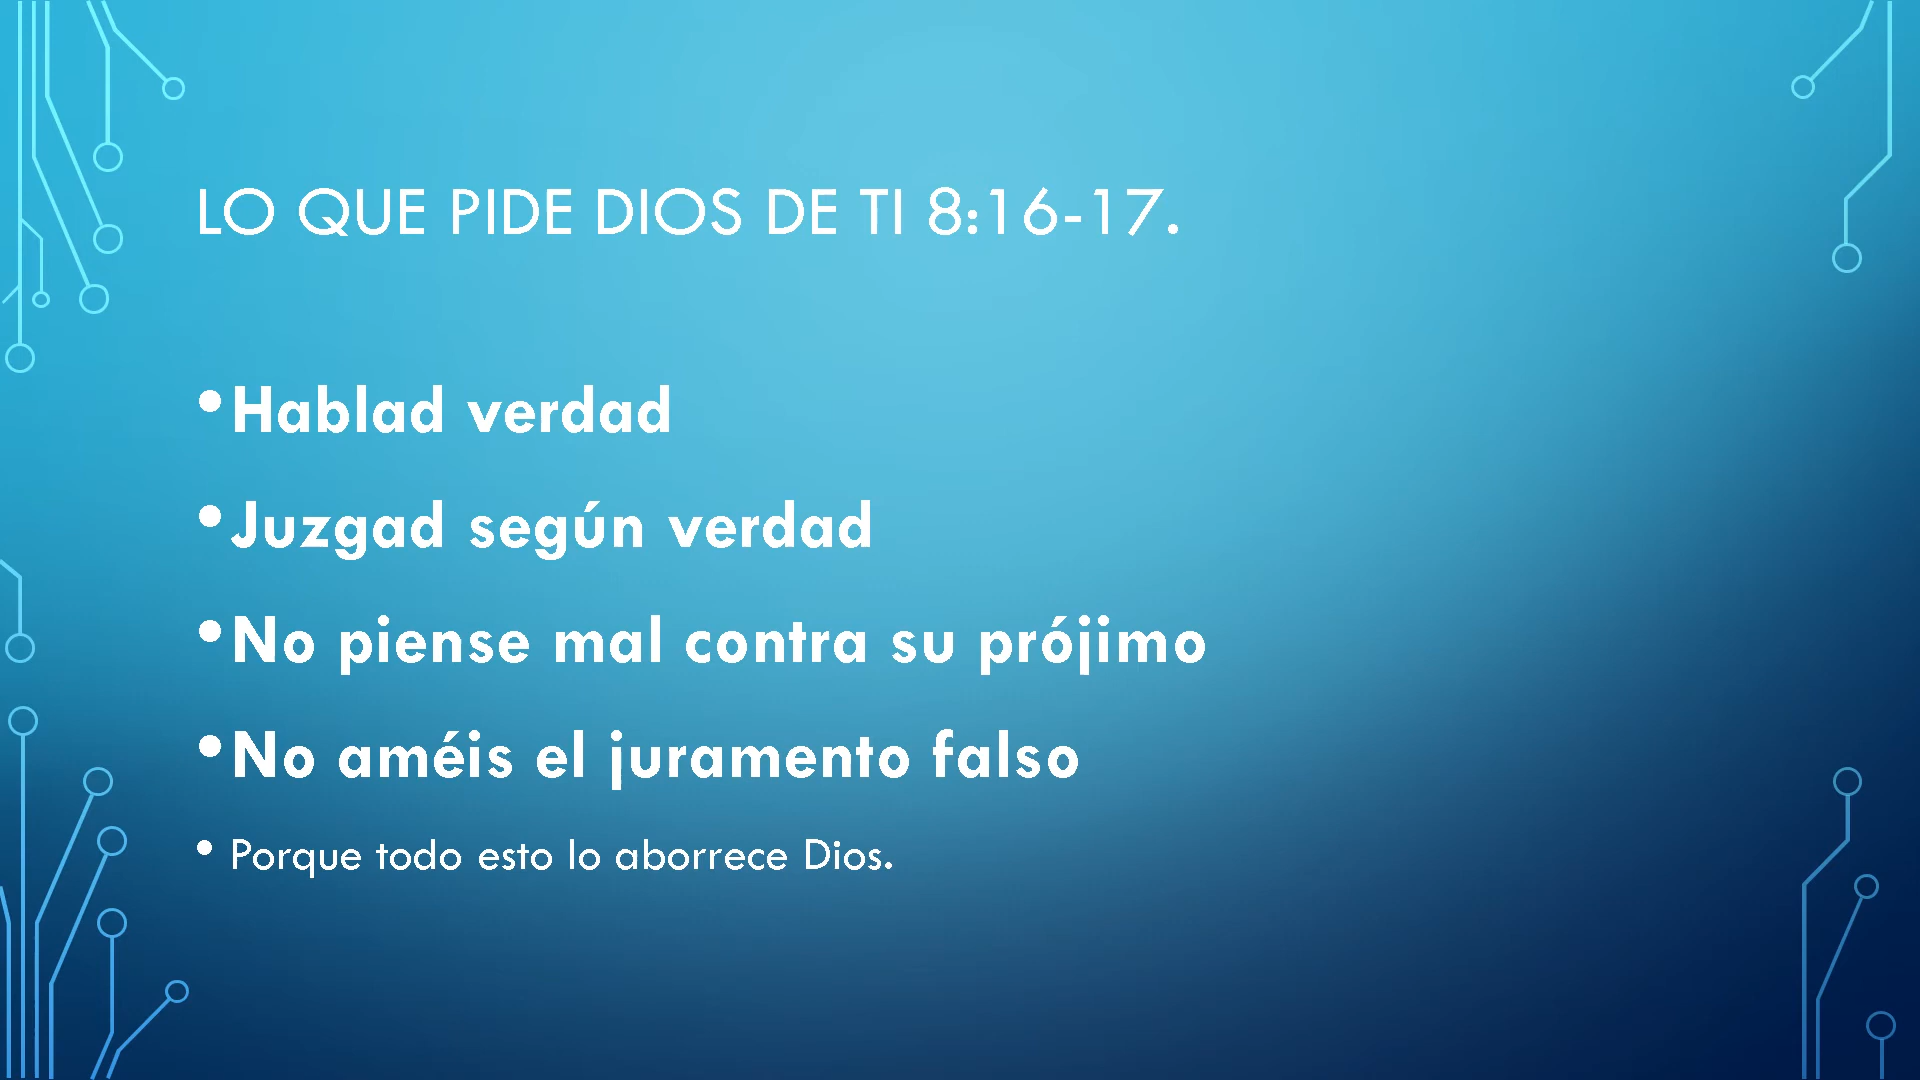 LO QUE PIDE DIOS DE TI 8:16-17.
•Hablad verdad
•Juzgad según verdad
•No piense mal contra su prójimo
•No améis el juramento falso
• Porque todo esto lo aborrece Dios.